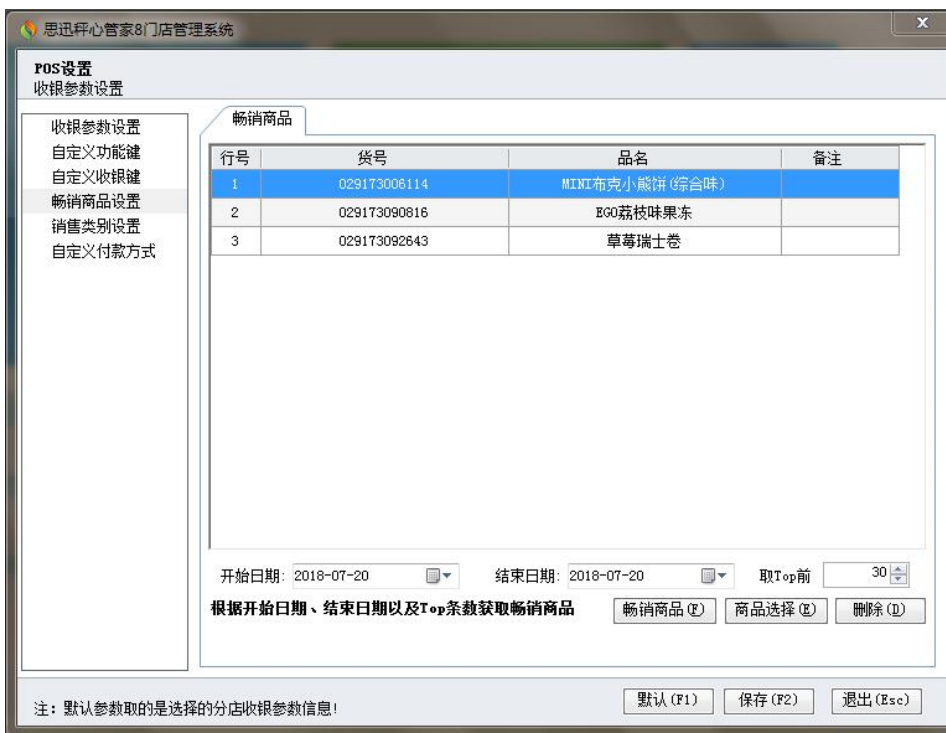 思迅秤心管家8门店管理系统
POS设置
收银参数设置
收银参数设置
自定义功能键
自定义收银键
畅销商品设置
销售类别设置
自定义付款方式
畅销商品
行号 货号 品名 备注
1 029173006114 MINI布克小熊饼(综合味)
2 029173090816 EGO荔枝味果冻
3 029173092643 草莓瑞士卷
开始日期: 2018-07-20 结束日期: 2018-07-20 取Top前 30
根据开始日期、结束日期以及Top条数获取畅销商品 畅销商品(F) 商品选择(E) 删除(D)
注: 默认参数取的是选择的分店收银参数信息! 默认(F1) 保存(F2) 退出(Esc)